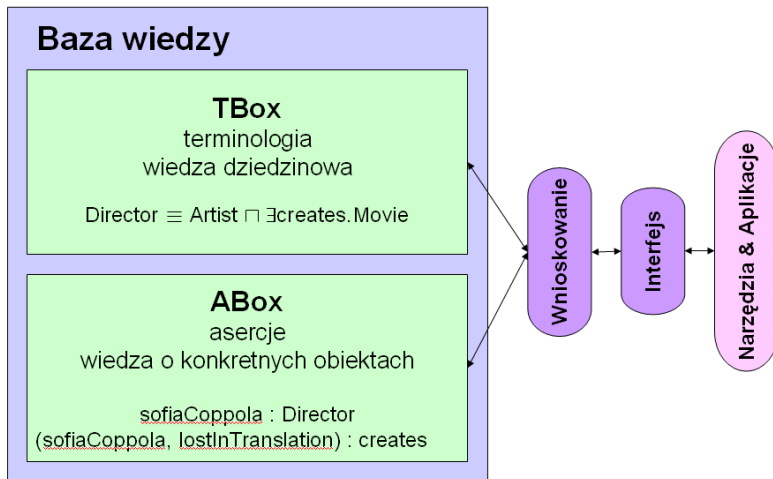 Baza wiedzy
TBox
terminologia
wiedza dziedzinowa
Director ≡ Artist ⊓ ∃creates.Movie
ABox
asercje
wiedza o konkretnych obiektach
sofiaCoppola : Director
(sofiaCoppola, lostInTranslation) : creates
Wnioskowanie
Interfejs
Narzędzia & Aplikacje